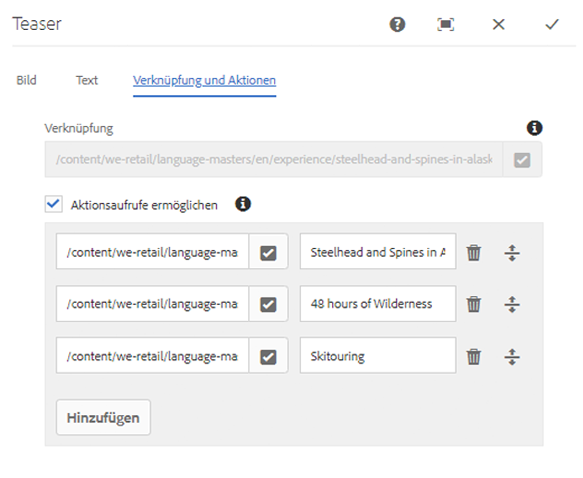 Teaser
Bild Text Verknüpfung und Aktionen
Verknüpfung
/content/we-retail/language-masters/en/experience/steelhead-and-spines-in-alask
Aktionsaufrufe ermöglichen
/content/we-retail/language-ma Steelhead and Spines in A
/content/we-retail/language-ma 48 hours of Wilderness
/content/we-retail/language-ma Skitouring
Hinzufügen